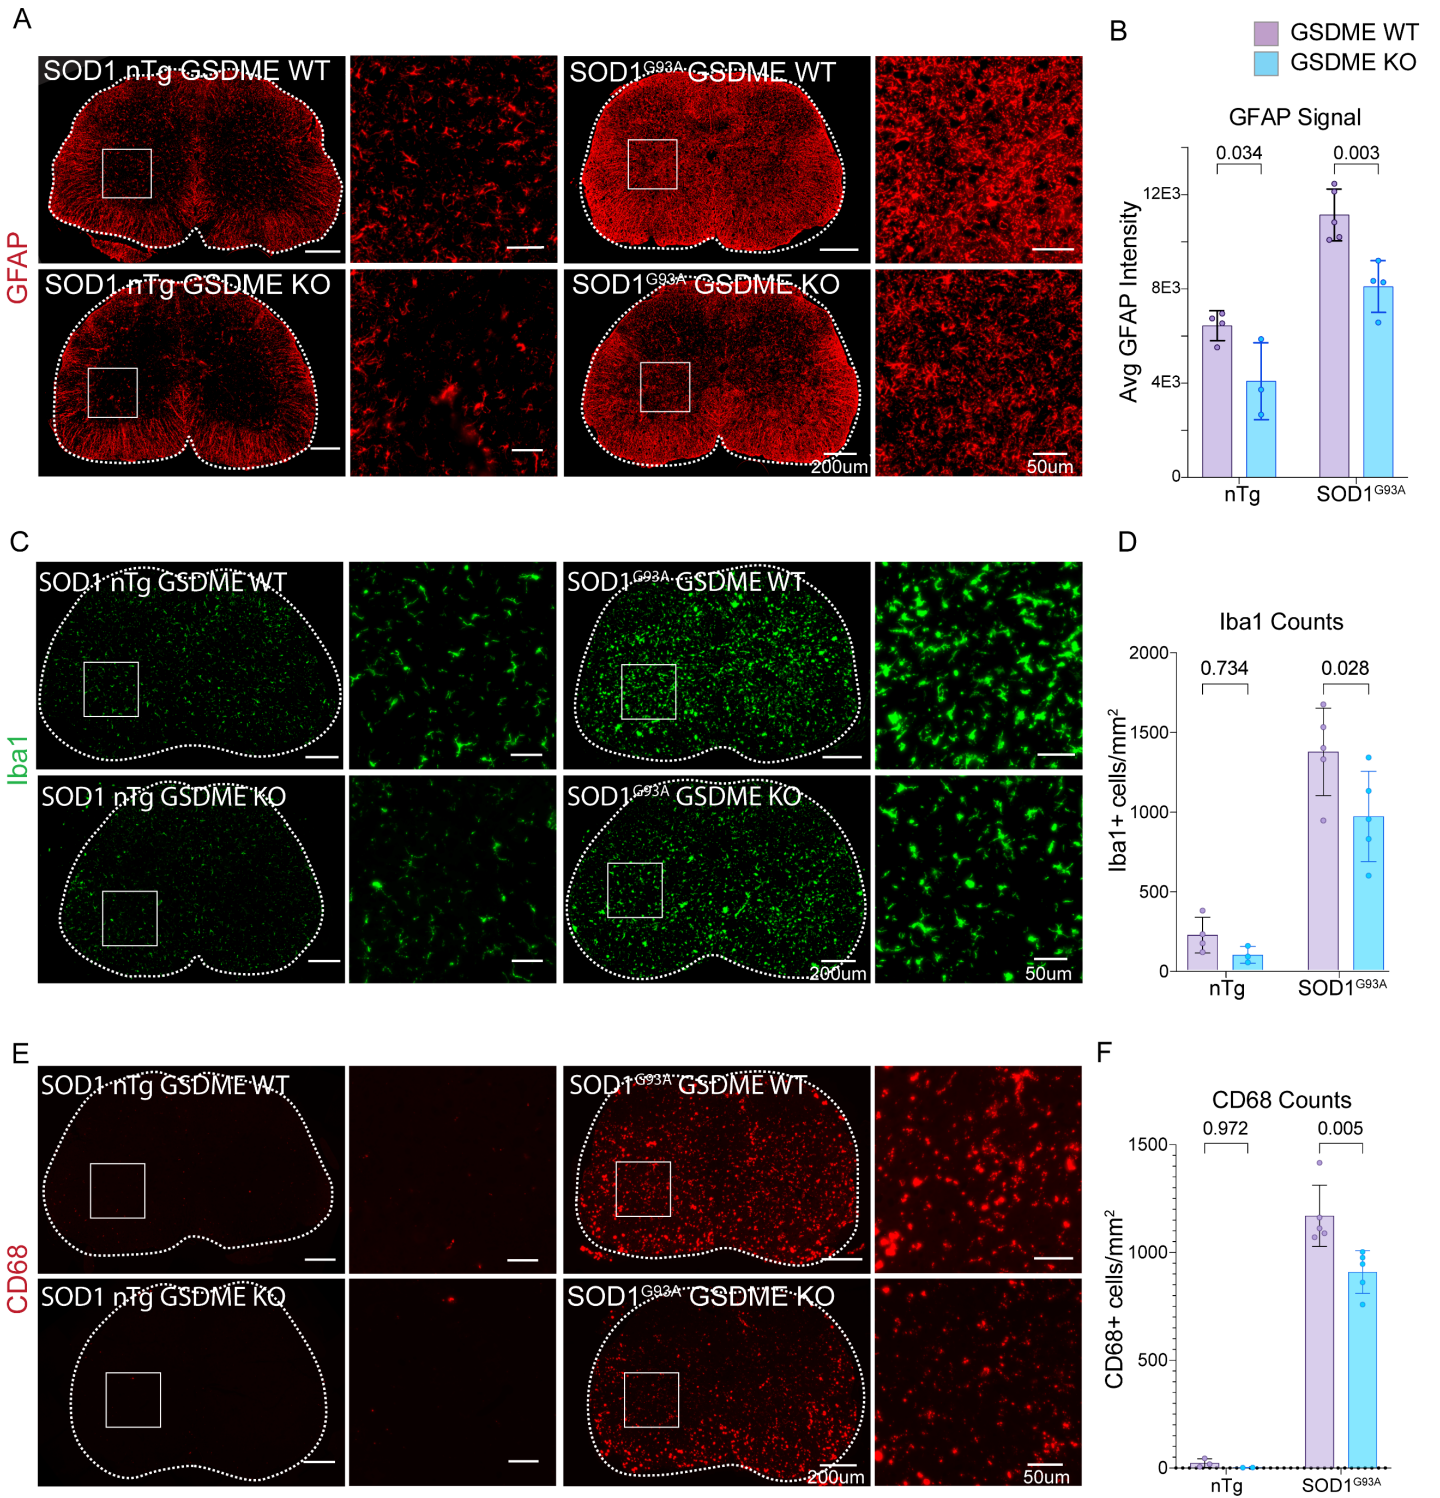 A
SOD1 nTg GSDME WT
SOD1G93A GSDME WT
GFAP
SOD1 nTg GSDME KO
SOD1G93A GSDME KO
200um
50um
B
GSDME WT
GSDME KO
GFAP Signal
0.034
0.003
Avg GFAP Intensity
12E3
8E3
4E3
0
nTg
SOD1G93A
C
SOD1 nTg GSDME WT
SOD1G93A GSDME WT
Iba1
SOD1 nTg GSDME KO
SOD1G93A GSDME KO
200um
50um
D
Iba1 Counts
2000
0.734
0.028
Iba1+ cells/mm2
1500
1000
500
0
nTg
SOD1G93A
E
SOD1 nTg GSDME WT
SOD1G93A GSDME WT
CD68
SOD1 nTg GSDME KO
SOD1G93A GSDME KO
200um
50um
F
CD68 Counts
0.972
0.005
1500
CD68+ cells/mm2
1000
500
0
nTg
SOD1G93A